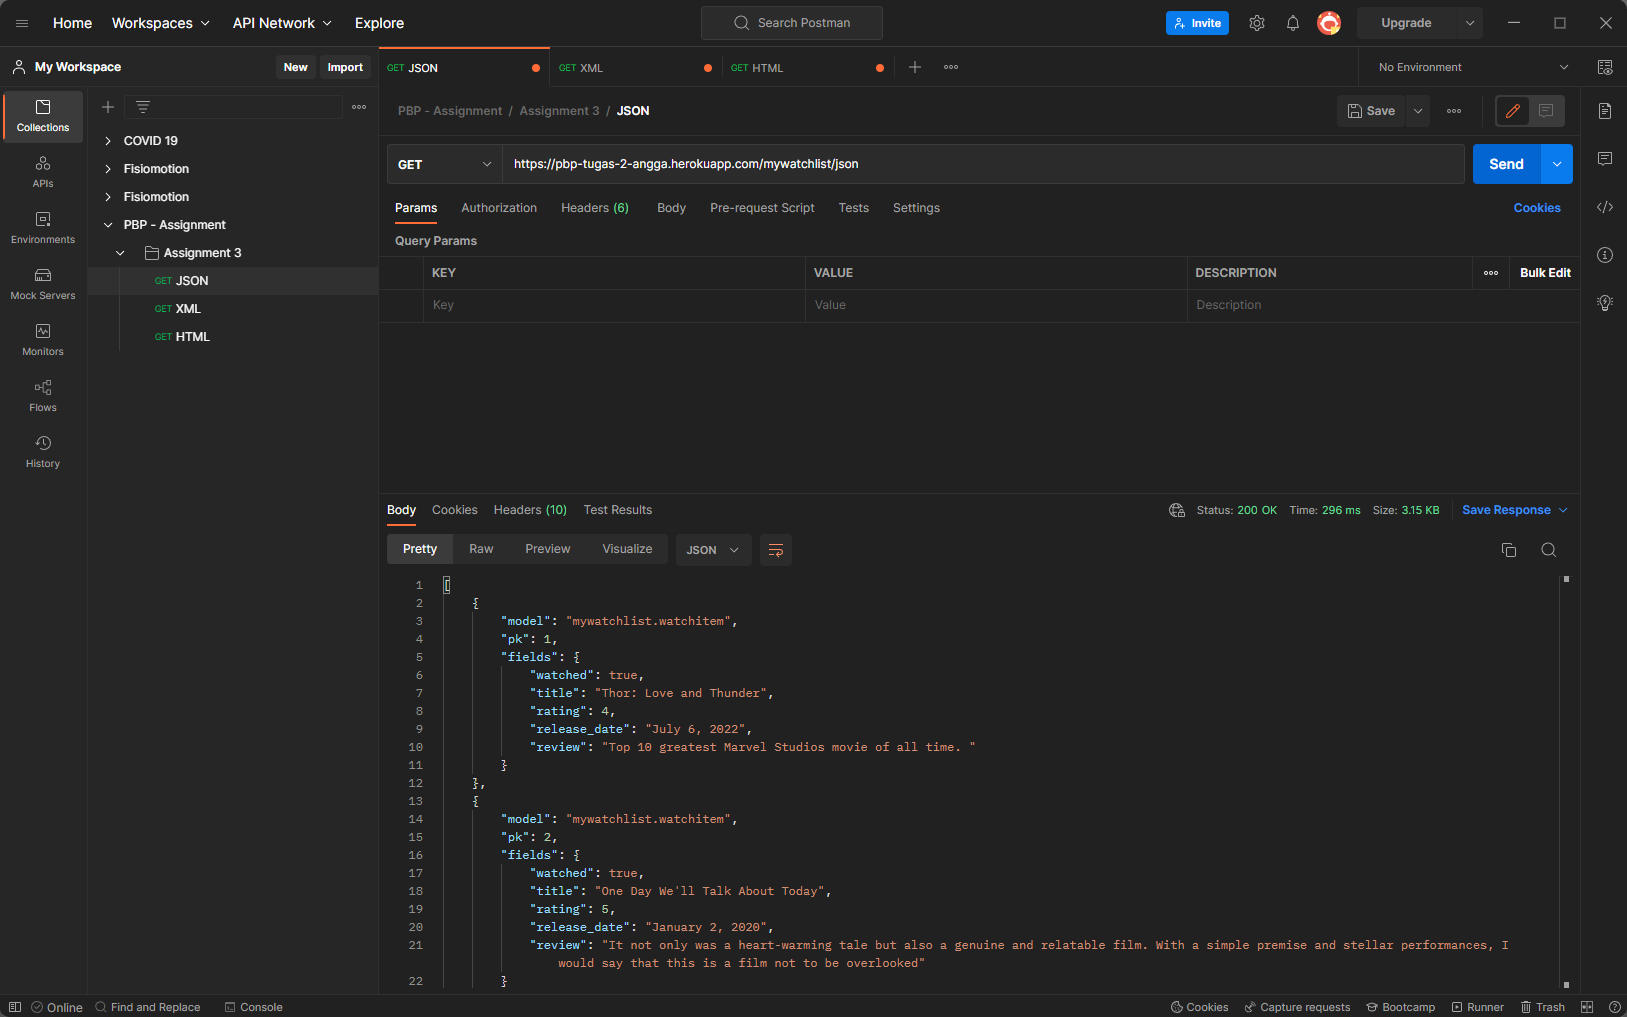 Home Workspaces API Network Explore Search Postman Invite Upgrade
My Workspace New Import
GET JSON GET XML GET HTML No Environment
Collections
APIs
Environments
Mock Servers
Monitors
Flows
History
COVID 19
Fisiomotion
Fisiomotion
PBP - Assignment
Assignment 3
GET JSON
GET XML
GET HTML
PBP - Assignment / Assignment 3 / JSON Save
GET https://pbp-tugas-2-angga.herokuapp.com/mywatchlist/json Send
Params Authorization Headers (6) Body Pre-request Script Tests Settings Cookies
Query Params
KEY VALUE DESCRIPTION Bulk Edit
Key Value Description
Body Cookies Headers (10) Test Results Status: 200 OK Time: 296 ms Size: 3.15 KB Save Response
Pretty Raw Preview Visualize JSON
1 [
2 {
3 "model": "mywatchlist.watchitem",
4 "pk": 1,
5 "fields": {
6 "watched": true,
7 "title": "Thor: Love and Thunder",
8 "rating": 4,
9 "release_date": "July 6, 2022",
10 "review": "Top 10 greatest Marvel Studios movie of all time. "
11 }
12 },
13 {
14 "model": "mywatchlist.watchitem",
15 "pk": 2,
16 "fields": {
17 "watched": true,
18 "title": "One Day We'll Talk About Today",
19 "rating": 5,
20 "release_date": "January 2, 2020",
21 "review": "It not only was a heart-warming tale but also a genuine and relatable film. With a simple premise and stellar performances, I
would say that this is a film not to be overlooked"
22 }
Online Find and Replace Console Cookies Capture requests Bootcamp Runner Trash